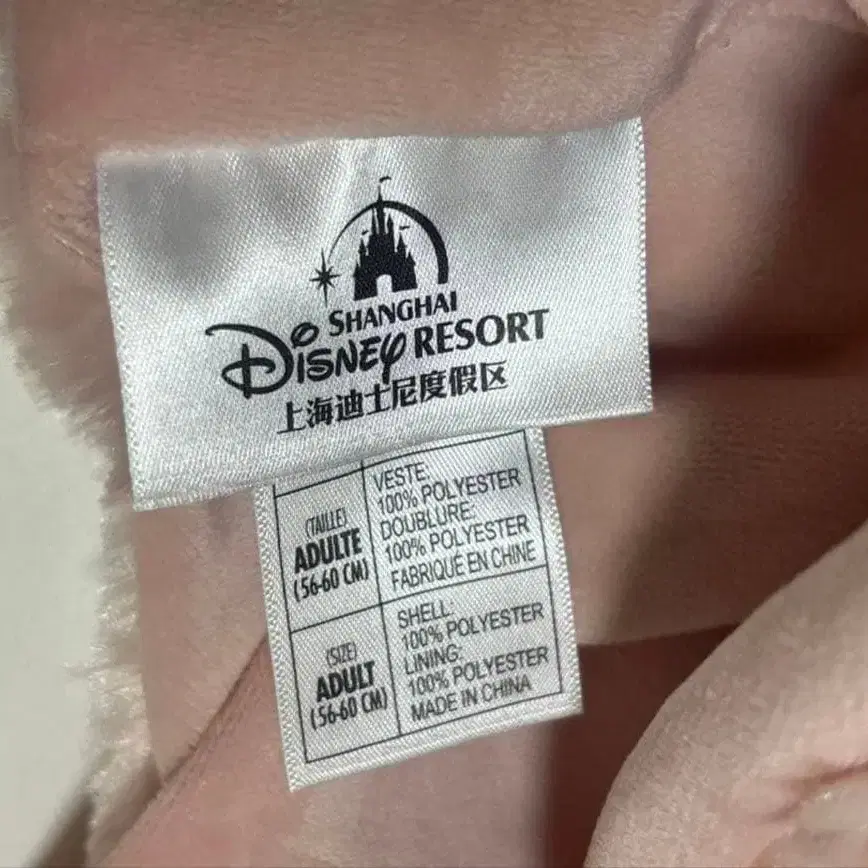 SHANGHAI
DISNEY RESORT
上海迪士尼度假区
(TAILLE)
ADULTE
(56-60 CM)
VESTE:
100% POLYESTER
DOUBLURE:
100% POLYESTER
FABRIQUÉ EN CHINE
(SIZE)
ADULT
(56-60 CM)
SHELL:
100% POLYESTER
LINING:
100% POLYESTER
MADE IN CHINA